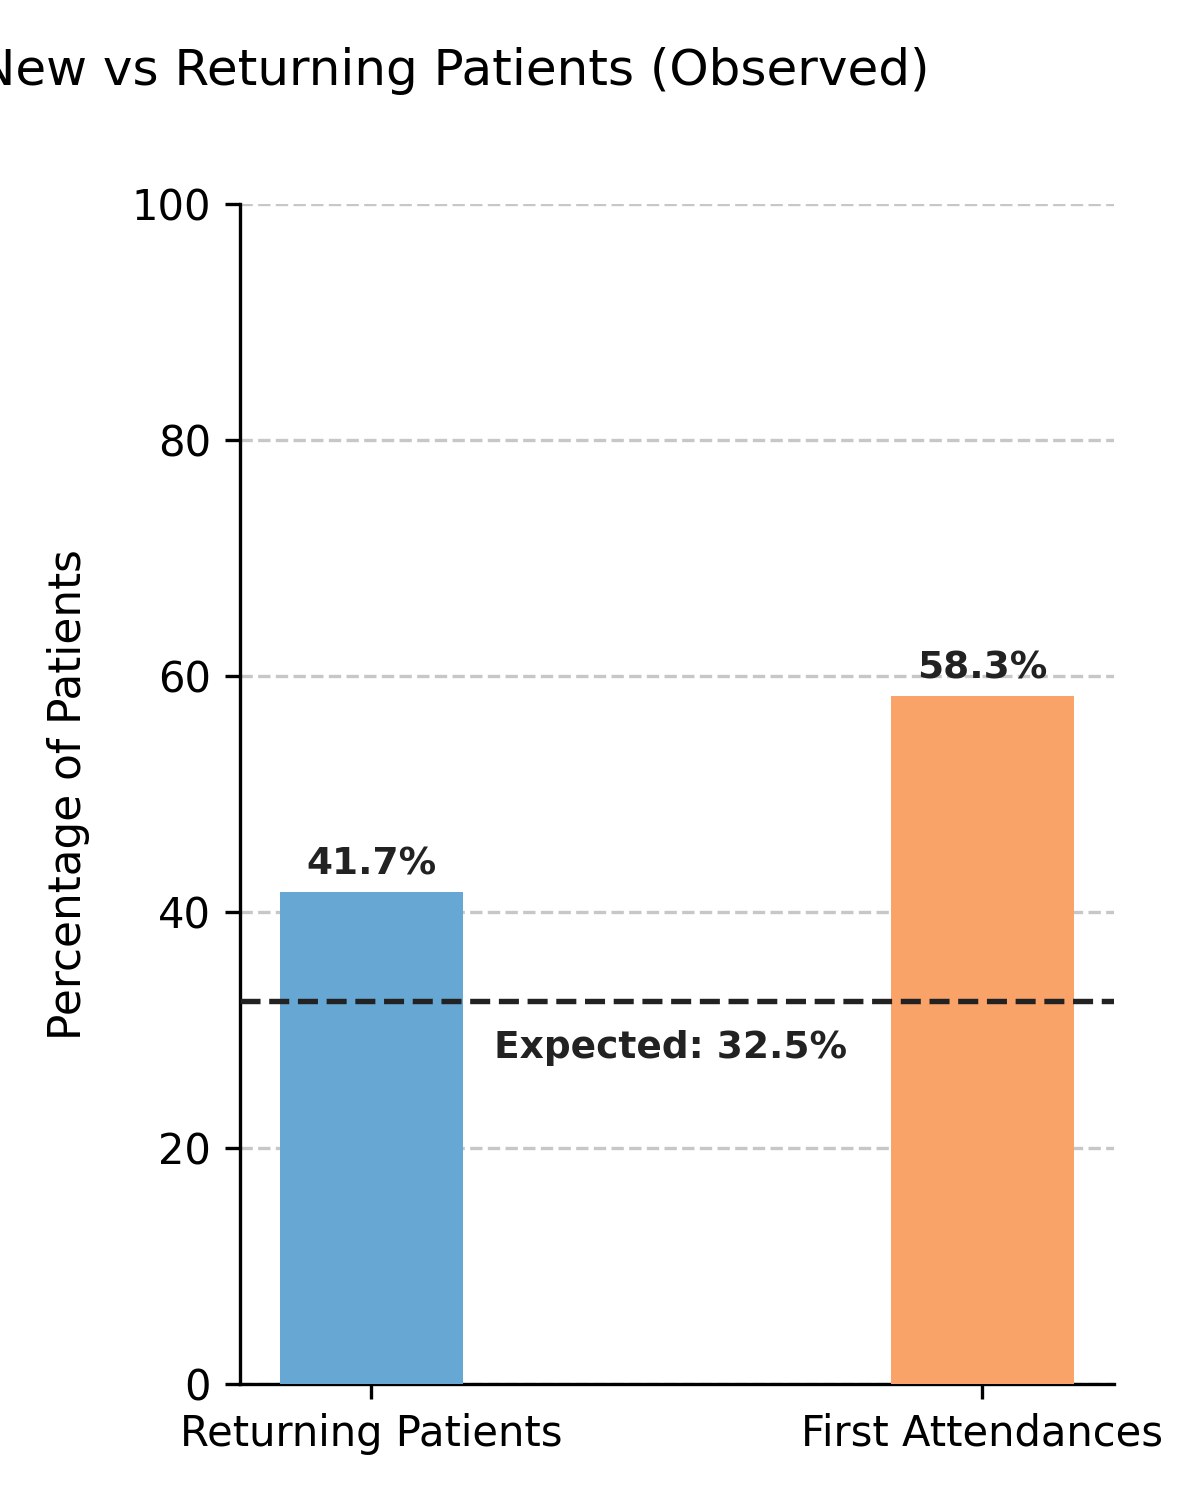 New vs Returning Patients (Observed)
100
80
60
40
20
0
Percentage of Patients
58.3%
41.7%
Expected: 32.5%
Returning Patients
First Attendances